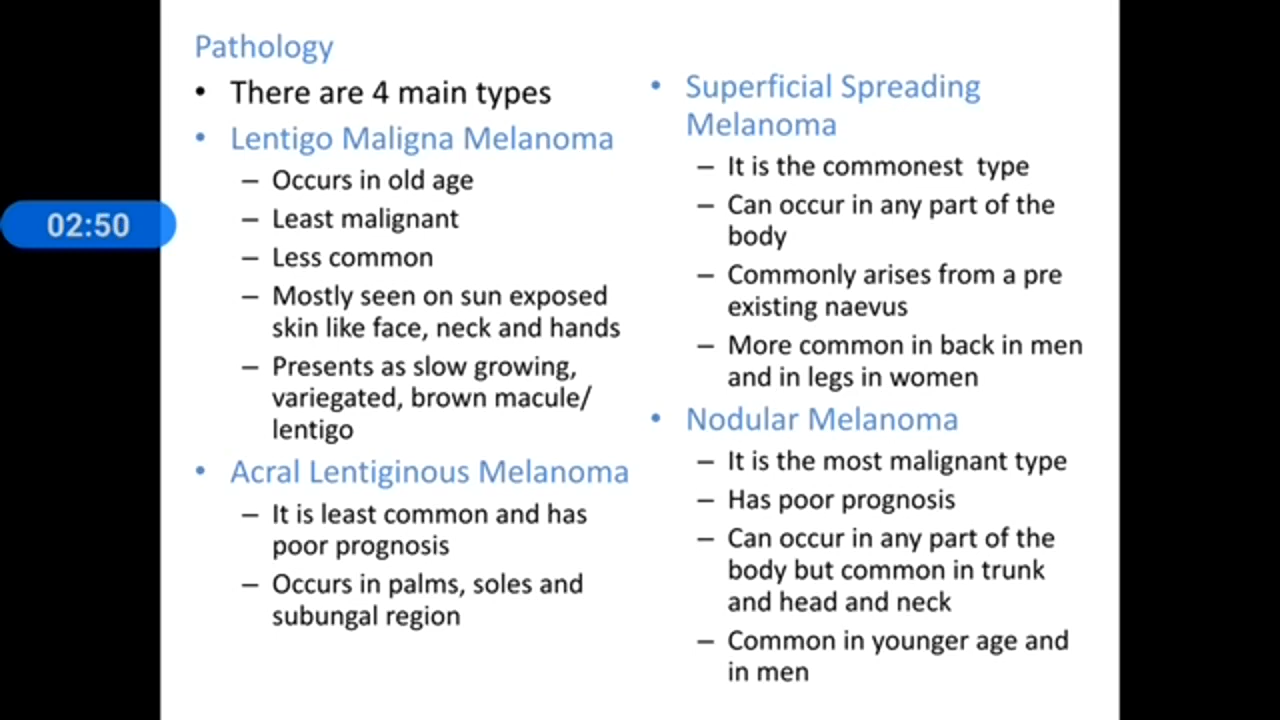 Pathology
• There are 4 main types
• Lentigo Maligna Melanoma
– Occurs in old age
– Least malignant
– Less common
– Mostly seen on sun exposed
skin like face, neck and hands
– Presents as slow growing,
variegated, brown macule/
lentigo
• Acral Lentiginous Melanoma
– It is least common and has
poor prognosis
– Occurs in palms, soles and
subungal region
• Superficial Spreading
Melanoma
– It is the commonest type
– Can occur in any part of the
body
– Commonly arises from a pre
existing naevus
– More common in back in men
and in legs in women
• Nodular Melanoma
– It is the most malignant type
– Has poor prognosis
– Can occur in any part of the
body but common in trunk
and head and neck
– Common in younger age and
in men
02:50